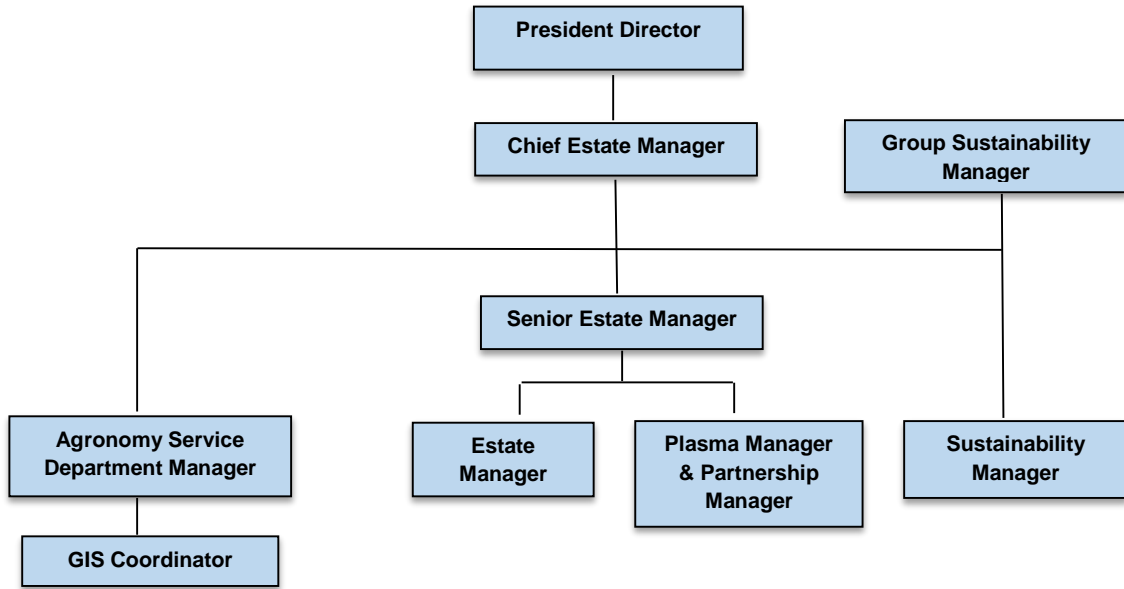 President Director
Chief Estate Manager
Group Sustainability
Manager
Senior Estate Manager
Agronomy Service
Department Manager
Estate
Manager
Plasma Manager
& Partnership
Manager
Sustainability
Manager
GIS Coordinator